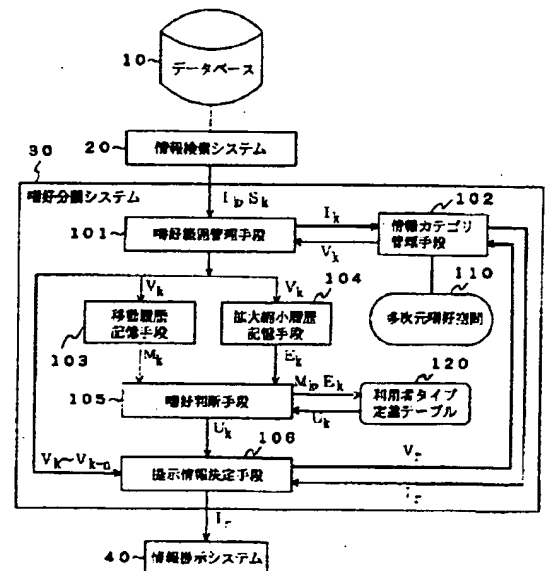 10
データベース
20
情報検索システム
30
嗜好分類システム
I_k, S_k
101
嗜好範囲管理手段
I_k
V_k
102
情報カテゴリ
管理手段
110
多次元嗜好空間
V_k
V_k
104
移動履歴
記憶手段
103
拡大縮小履歴
記憶手段
M_k
E_k
105
嗜好判断手段
M_k, E_k
U_k
120
利用者タイプ
定義テーブル
U_k
106
V_k~V_{k-n}
提示情報決定手段
V_r
I_r
I_r
40
情報提示システム